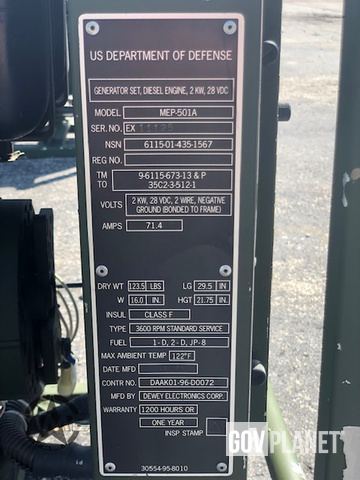 US DEPARTMENT OF DEFENSE
GENERATOR SET, DIESEL ENGINE, 2 KW, 28 VDC
MODEL MEP-501A
SER. NO. EX 11125
NSN 6115-01-435-1567
REG NO.
TM 9-6115-673-13 & P
TO 35C2-3-512-1
VOLTS 2 KW, 28 VDC, 2 WIRE, NEGATIVE
GROUND (BONDED TO FRAME)
AMPS 71.4
DRY WT 123.5 LBS LG 29.5 IN
W 16.0 IN. HGT 21.75 IN.
INSUL CLASS F
TYPE 3600 RPM STANDARD SERVICE
FUEL 1- D, 2 - D, JP- 8
MAX AMBIENT TEMP 122°F
DATE MFD
CONTR NO. DAAK01-96-D0072
MFD BY DEWEY ELECTRONICS CORP.
WARRANTY 1200 HOURS OR
ONE YEAR
INSP STAMP
30554-95-8010
GOVPLANET